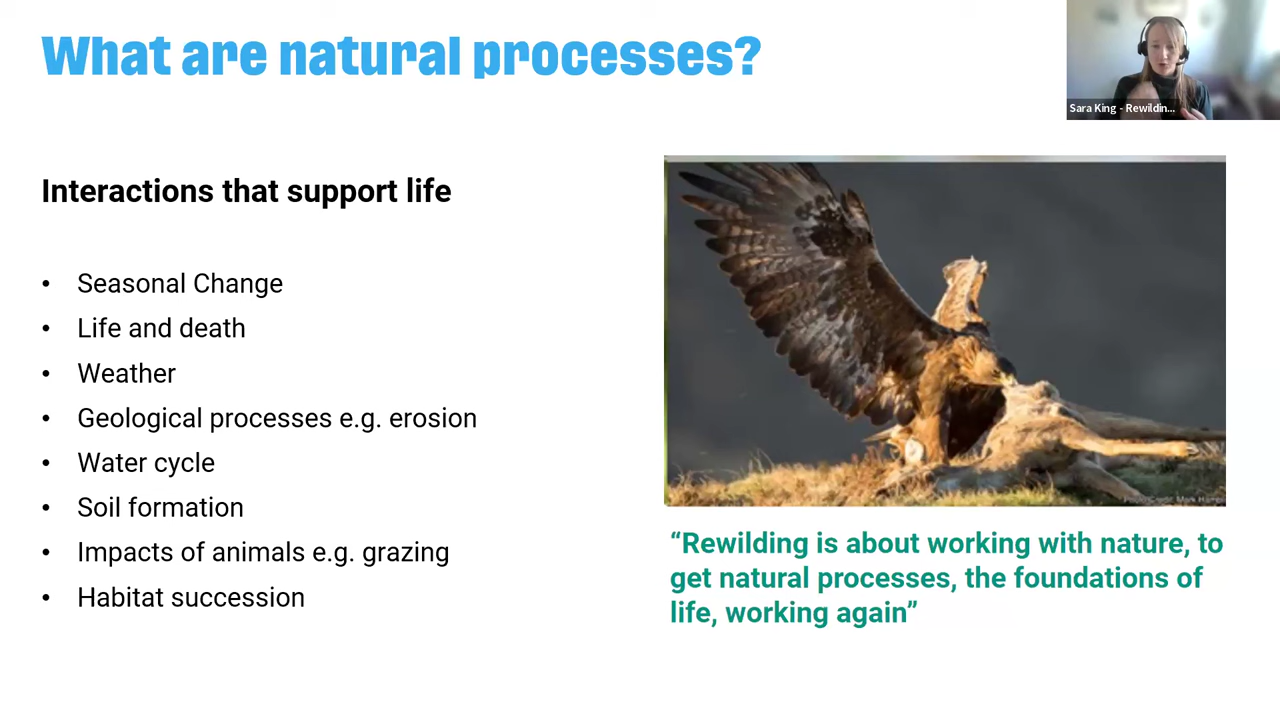 What are natural processes?
Sara King - Rewildin...
Interactions that support life
• Seasonal Change
• Life and death
• Weather
• Geological processes e.g. erosion
• Water cycle
• Soil formation
• Impacts of animals e.g. grazing
• Habitat succession
“Rewilding is about working with nature, to
get natural processes, the foundations of
life, working again”